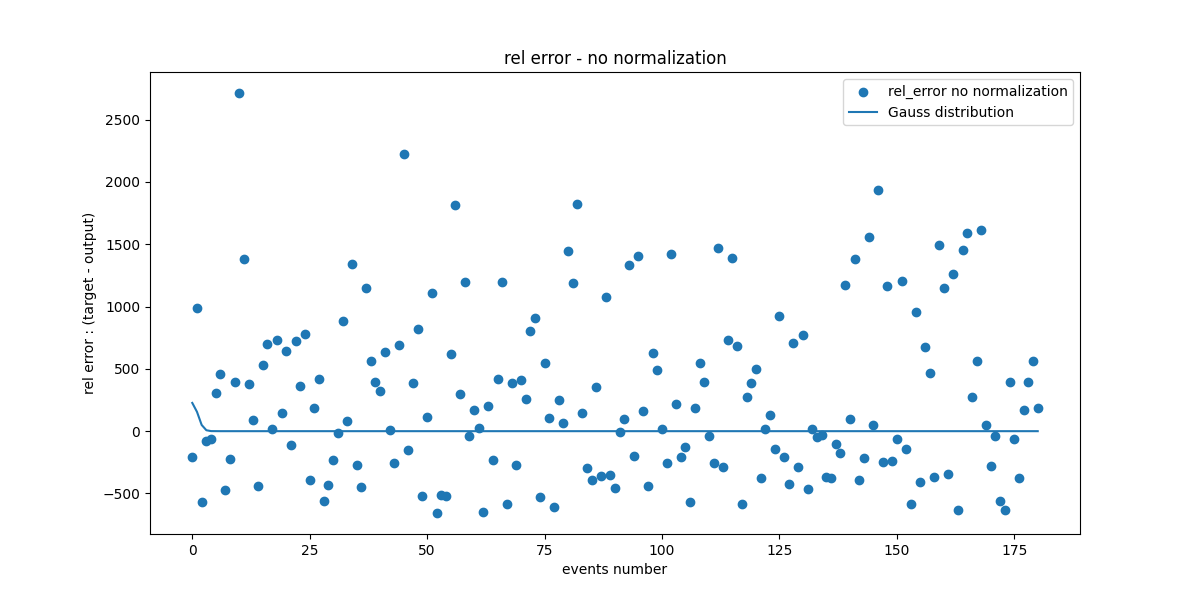 rel error - no normalization
rel_error no normalization
Gauss distribution
rel error : (target - output)
2500
2000
1500
1000
500
0
−500
0 25 50 75 100 125 150 175
events number